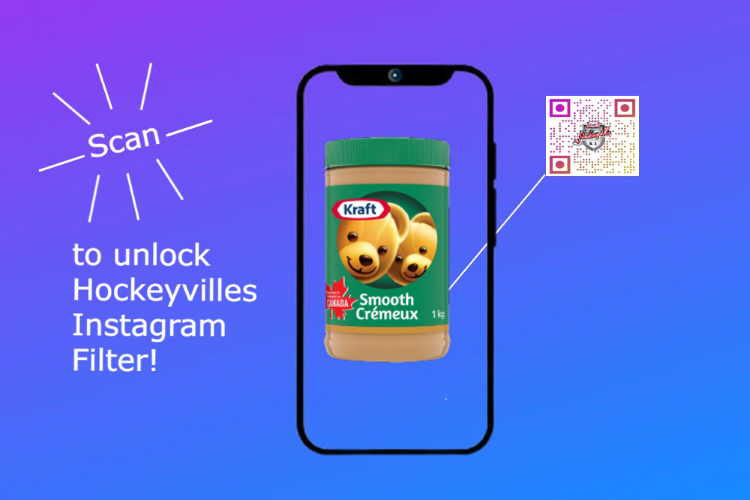 Scan
to unlock
Hockeyvilles
Instagram
Filter!
Kraft
CANADA
Smooth
Crémeux
1 kg